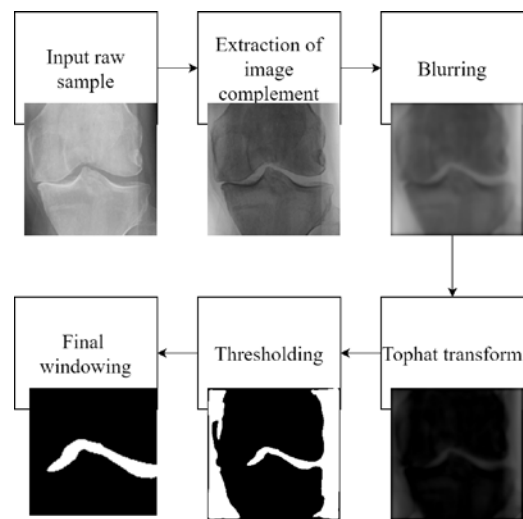 Input raw
sample
Extraction of
image
complement
Blurring
Tophat transform
Thresholding
Final
windowing